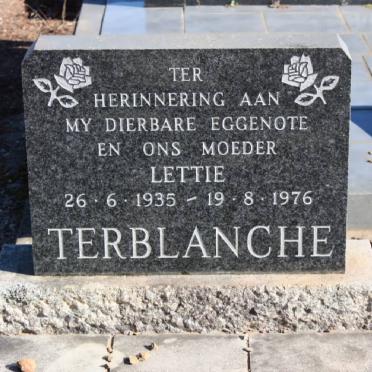 TER
HERINNERING AAN
MY DIERBARE EGGENOTE
EN ONS MOEDER
LETTIE
26·6·1935 – 19·8·1976
TERBLANCHE